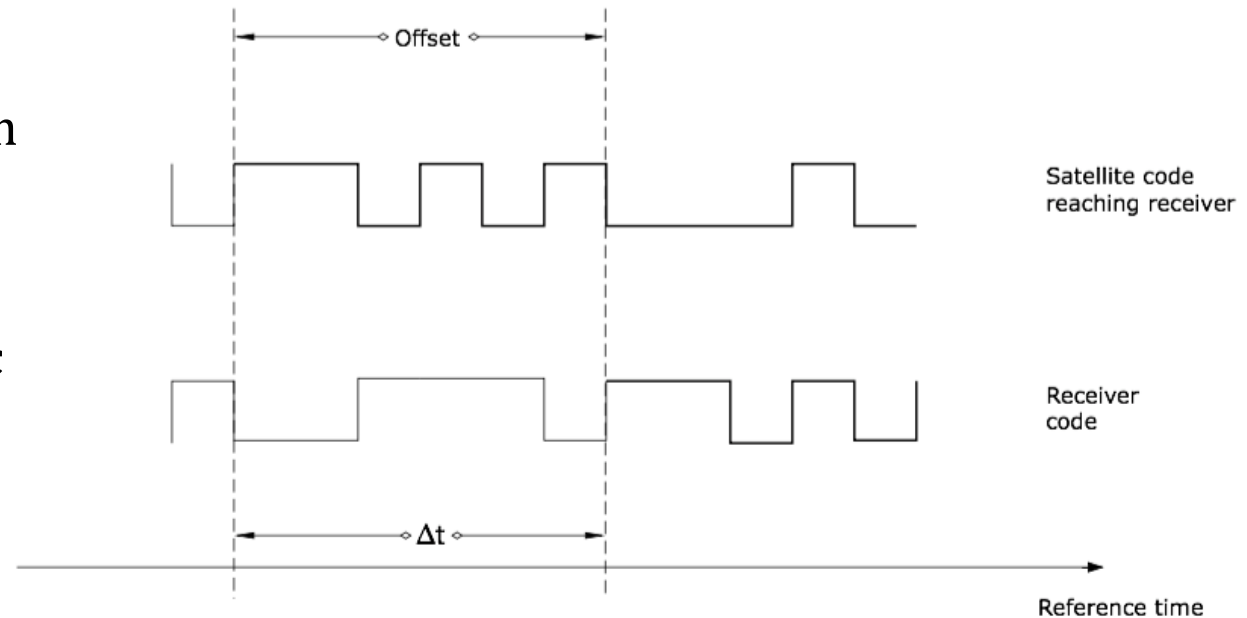 Offset
n
Satellite code
reaching receiver
Receiver
code
Δt
Reference time